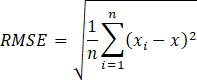 RMSE = √(1/n ∑_{i=1}^{n} (x_i − x)^2)